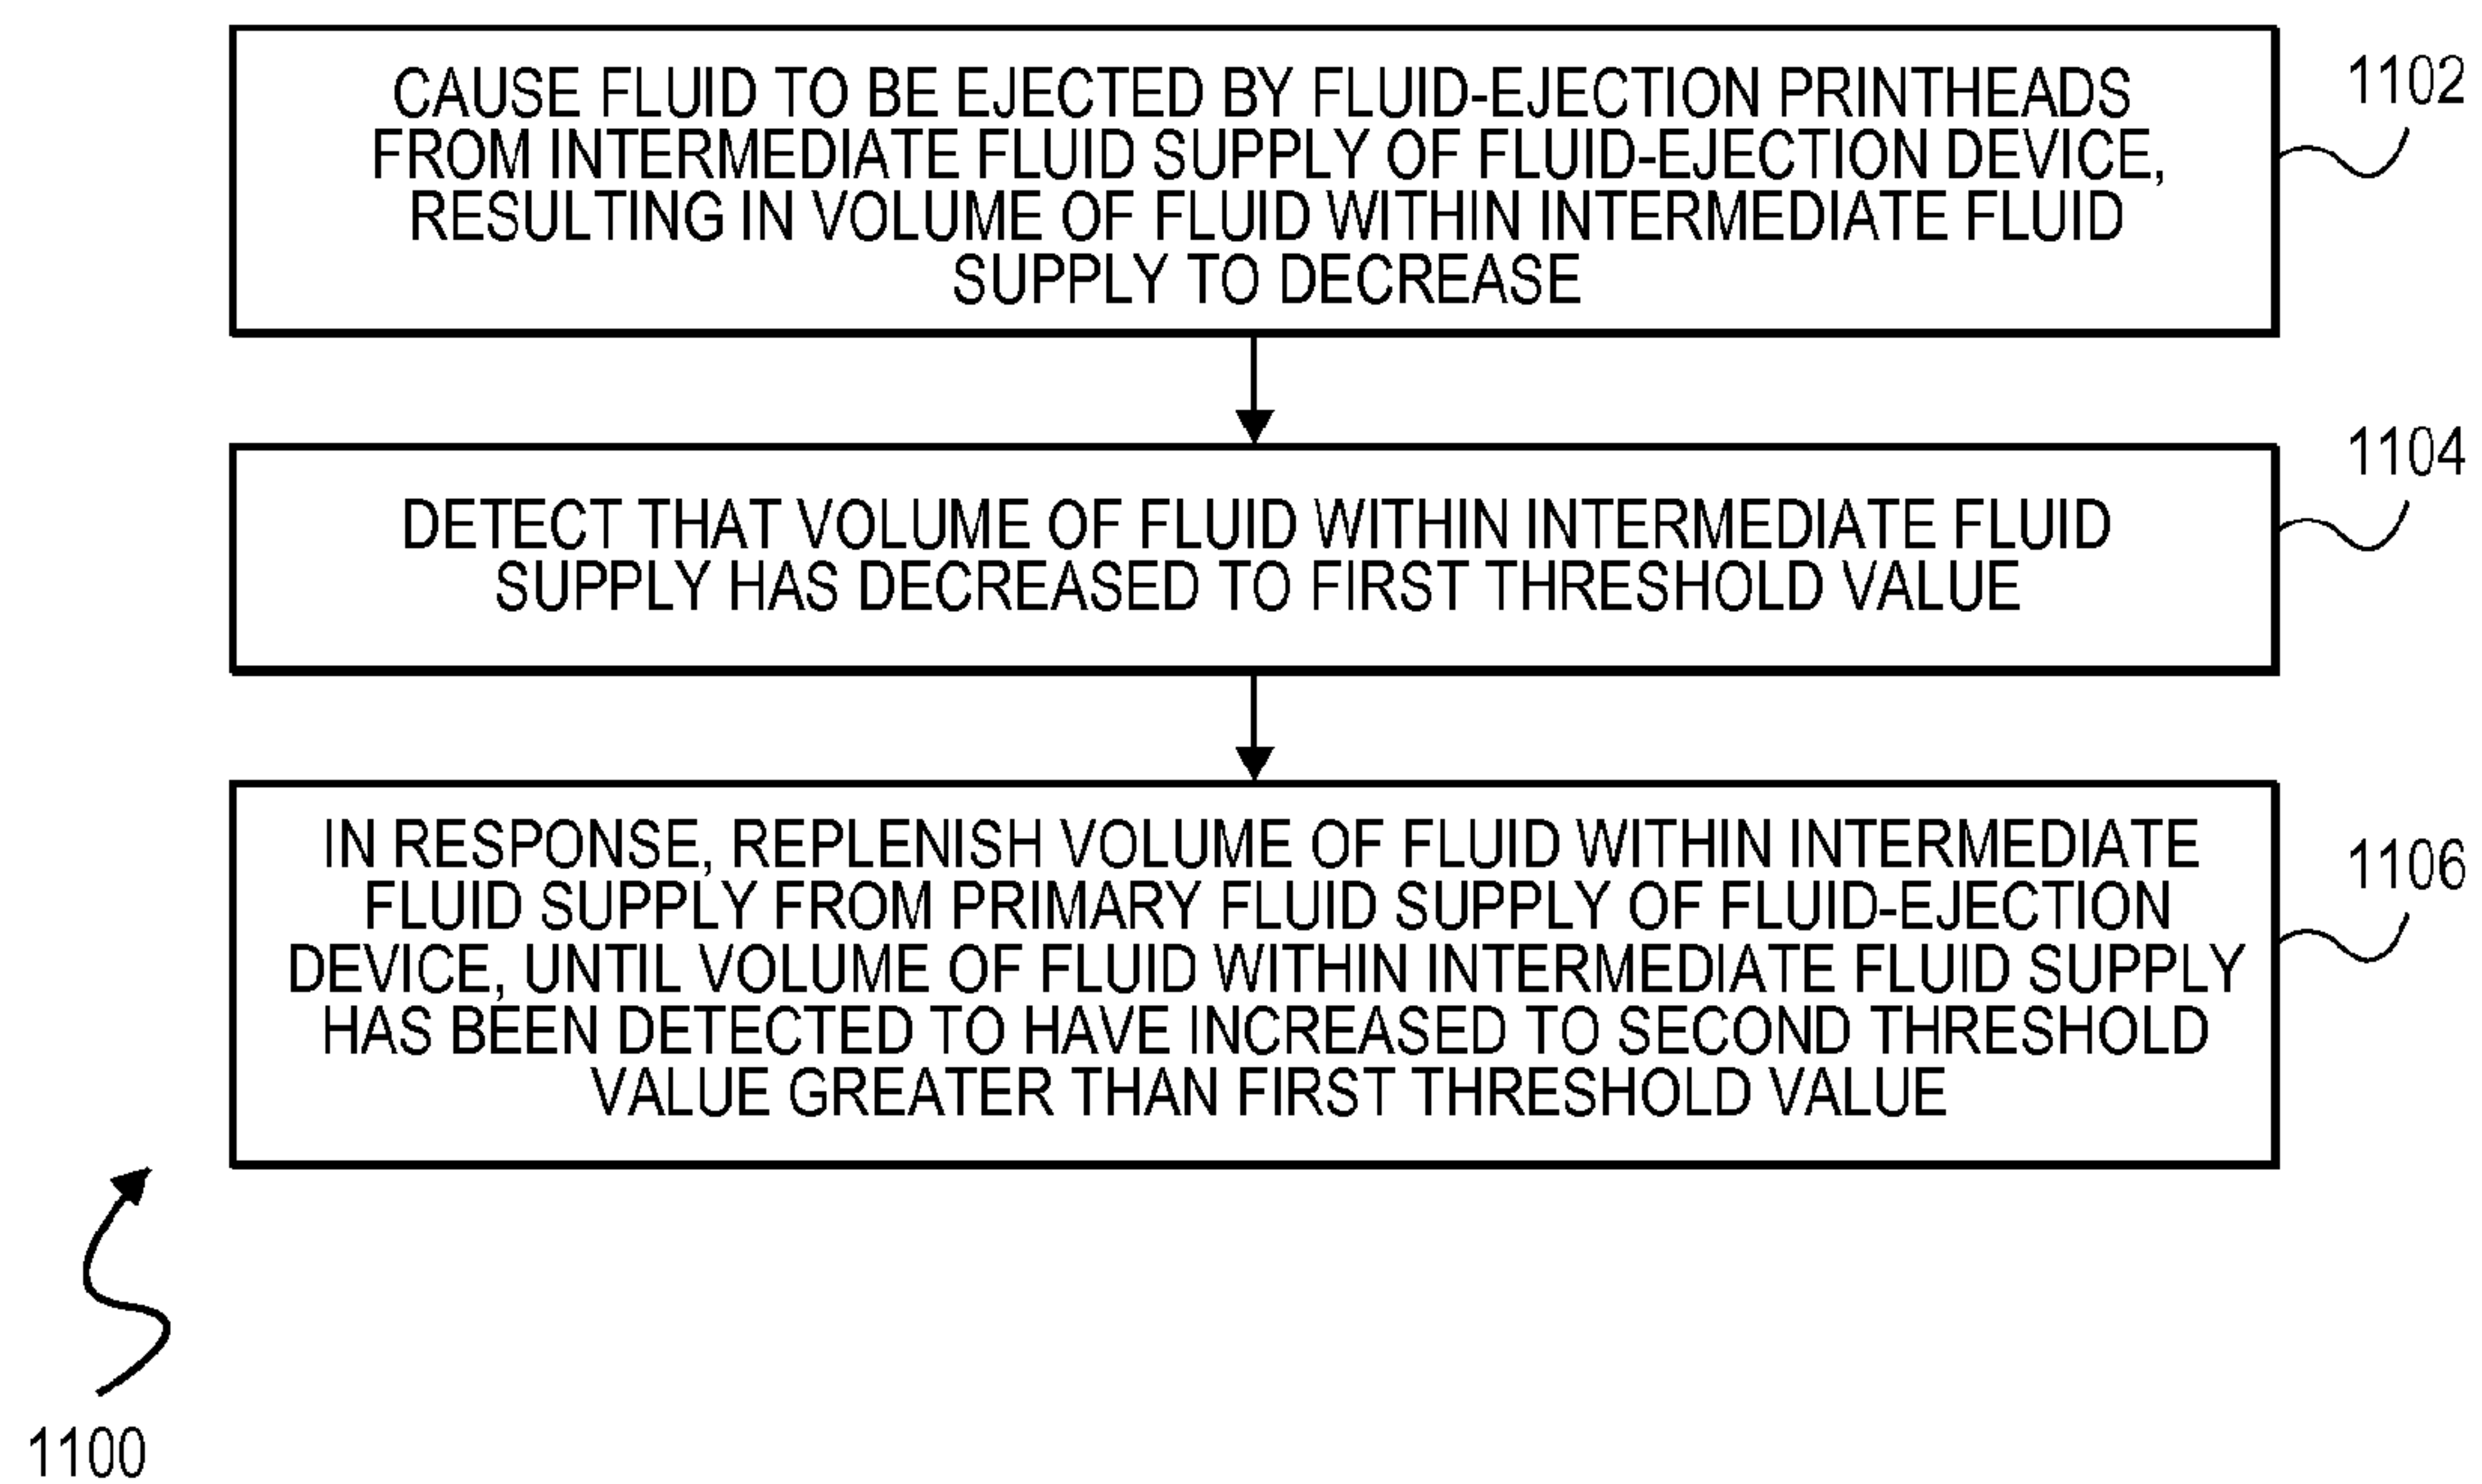 CAUSE FLUID TO BE EJECTED BY FLUID-EJECTION PRINTHEADS
FROM INTERMEDIATE FLUID SUPPLY OF FLUID-EJECTION DEVICE,
RESULTING IN VOLUME OF FLUID WITHIN INTERMEDIATE FLUID
SUPPLY TO DECREASE
1102
DETECT THAT VOLUME OF FLUID WITHIN INTERMEDIATE FLUID
SUPPLY HAS DECREASED TO FIRST THRESHOLD VALUE
1104
IN RESPONSE, REPLENISH VOLUME OF FLUID WITHIN INTERMEDIATE
FLUID SUPPLY FROM PRIMARY FLUID SUPPLY OF FLUID-EJECTION
DEVICE, UNTIL VOLUME OF FLUID WITHIN INTERMEDIATE FLUID SUPPLY
HAS BEEN DETECTED TO HAVE INCREASED TO SECOND THRESHOLD
VALUE GREATER THAN FIRST THRESHOLD VALUE
1106
1100